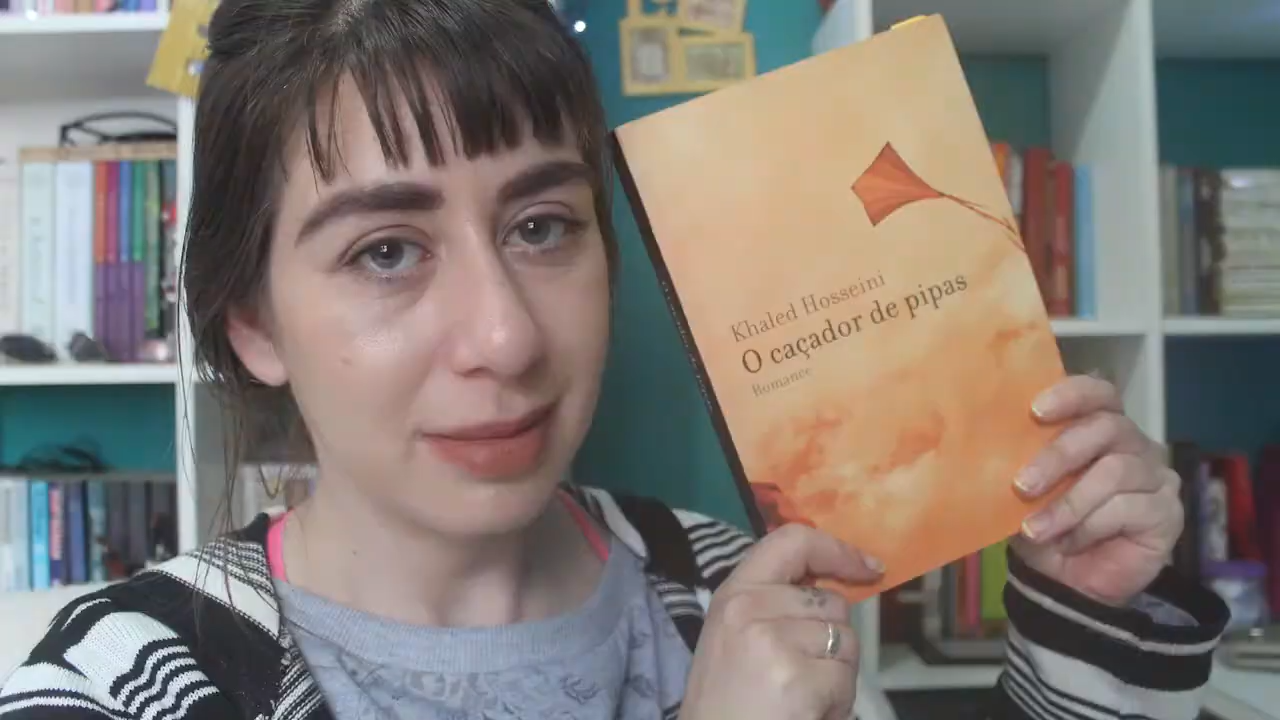 Khaled Hosseini
O caçador de pipas
Romance